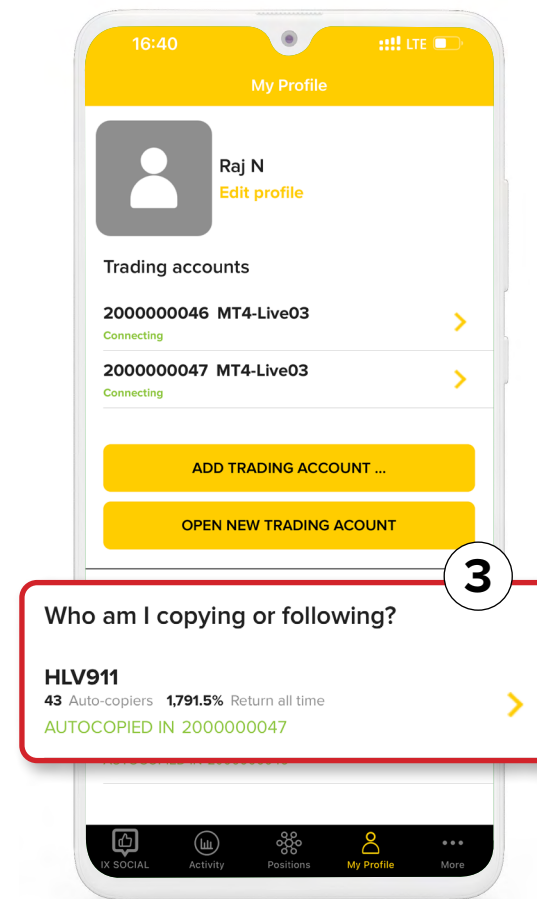 16:40 LTE
My Profile
Raj N
Edit profile
Trading accounts
2000000046 MT4-Live03
Connecting
2000000047 MT4-Live03
Connecting
ADD TRADING ACCOUNT ...
OPEN NEW TRADING ACOUNT
3
Who am I copying or following?
HLV911
43 Auto-copiers 1,791.5% Return all time
AUTOCOPIED IN 2000000047
IX SOCIAL Activity Positions My Profile More